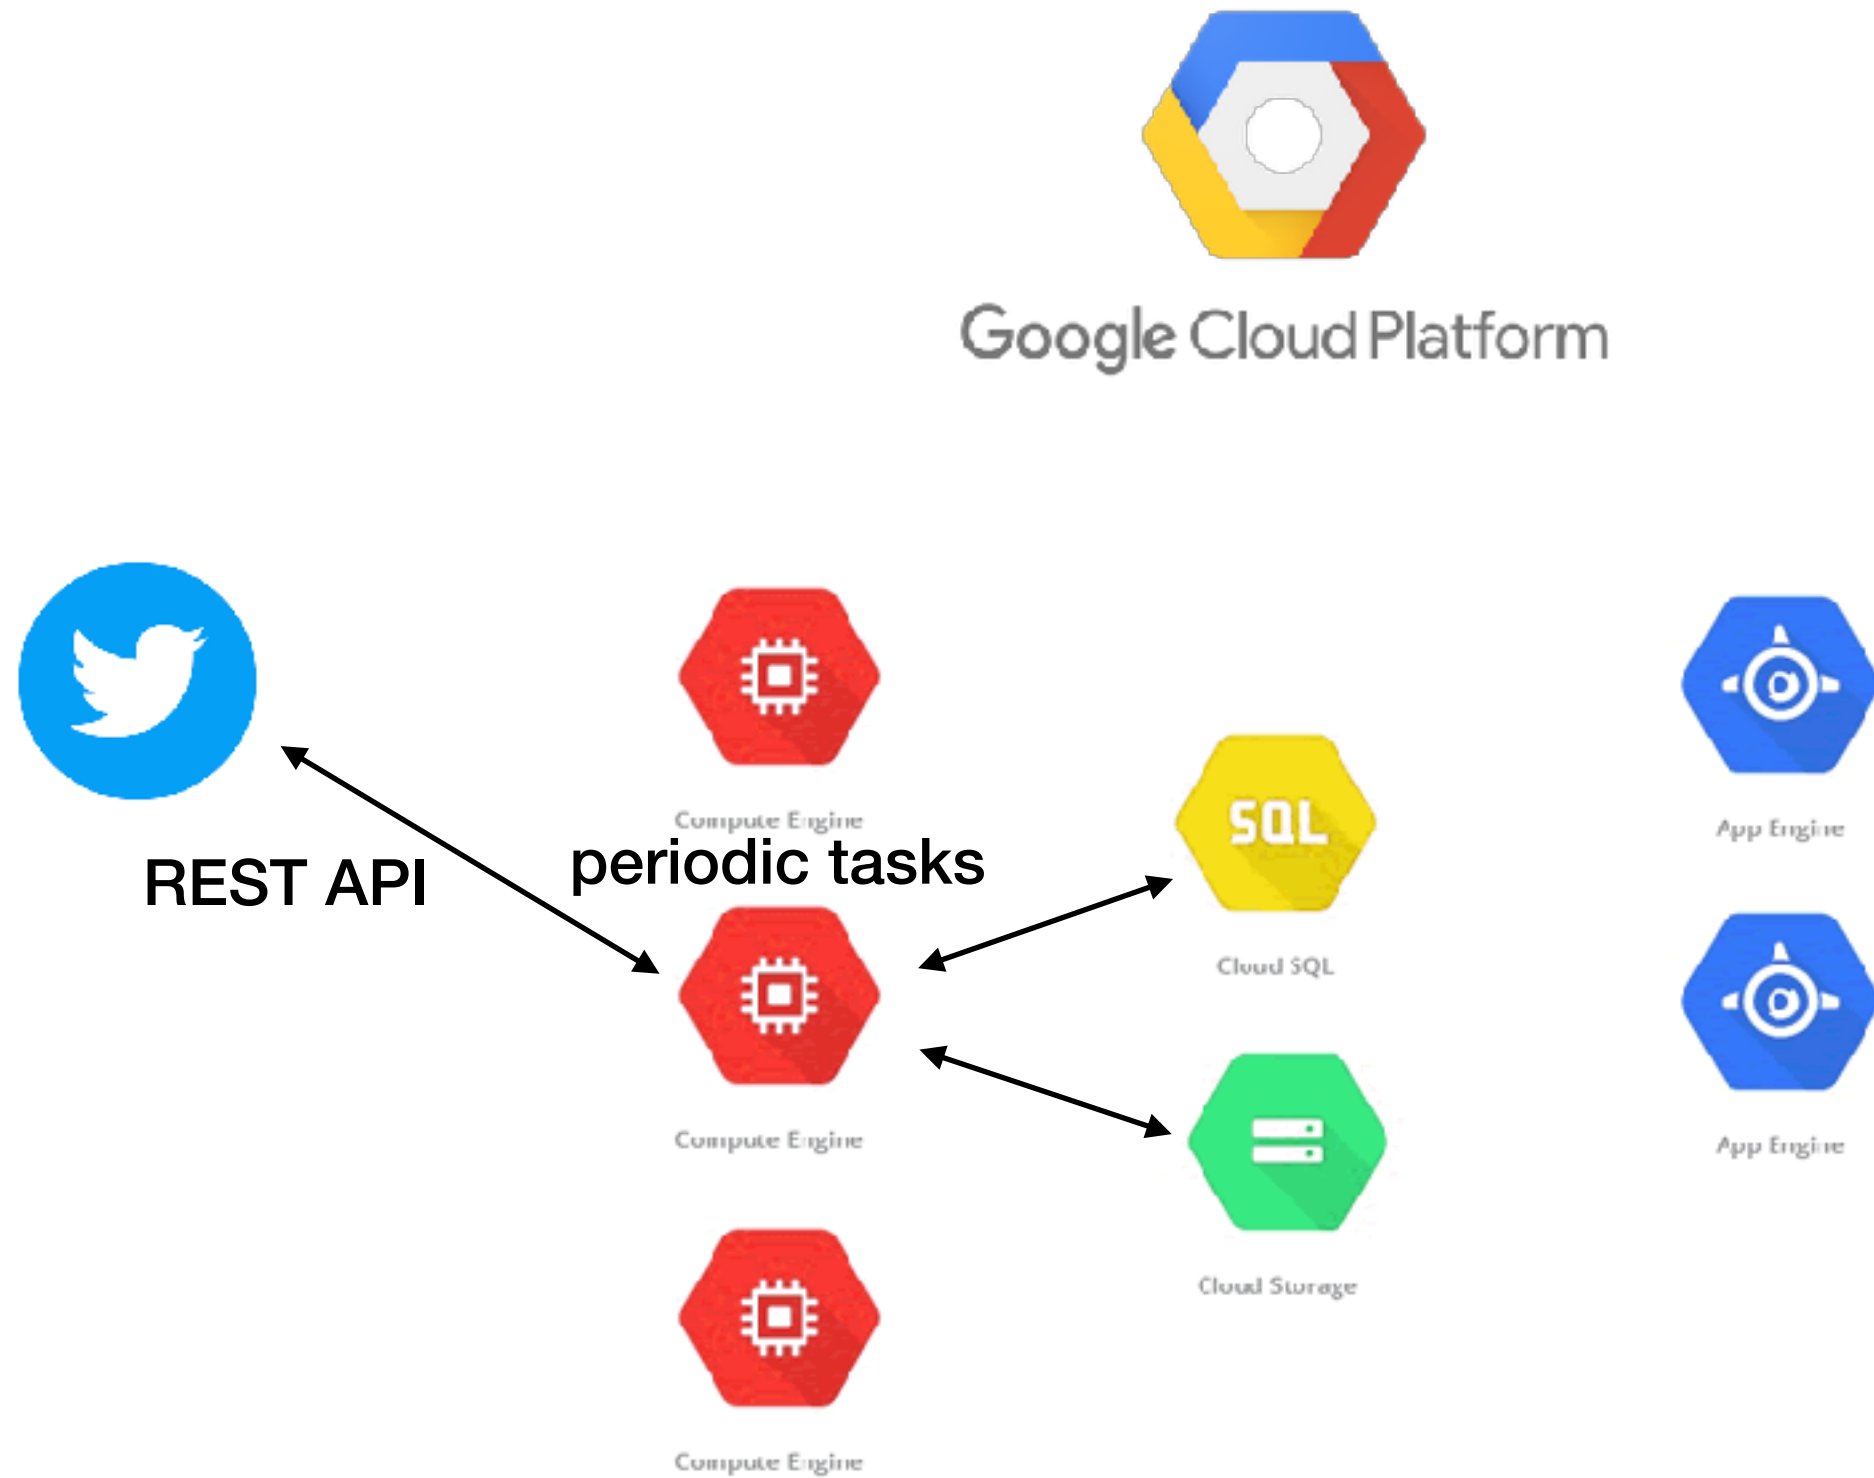 Google Cloud Platform
Compute Engine
periodic tasks
REST API
SQL
Cloud SQL
App Engine
Compute Engine
App Engine
Cloud Storage
Compute Engine